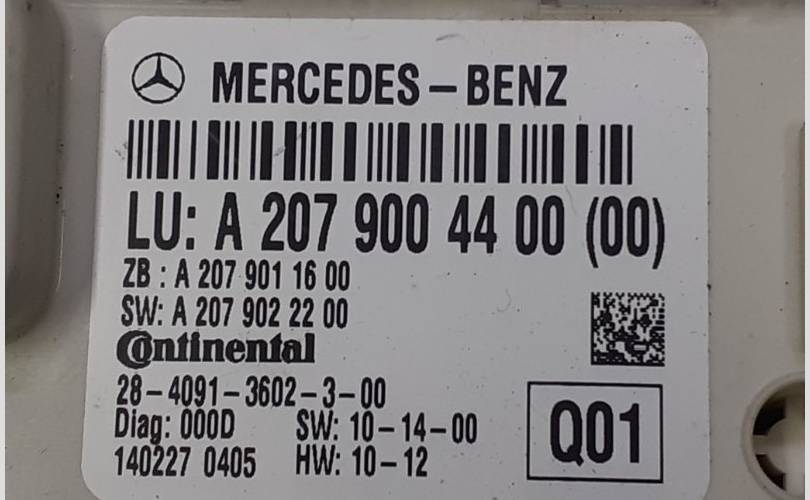 MERCEDES-BENZ
LU: A 207 900 44 00 (00)
ZB : A 207 901 16 00
SW: A 207 902 22 00
Continental
28-4091-3602-3-00
Diag: 000D SW: 10-14-00
140227 0405 HW: 10-12
Q01